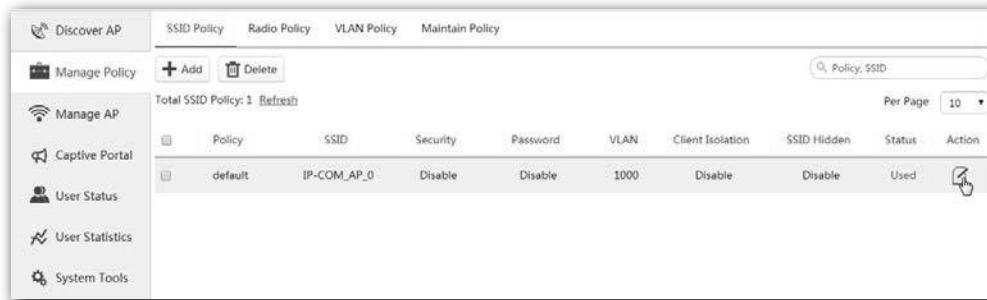 Discover AP
Manage Policy
Manage AP
Captive Portal
User Status
User Statistics
System Tools
SSID Policy Radio Policy VLAN Policy Maintain Policy
Add Delete
Policy, SSID
Total SSID Policy: 1 Refresh
Per Page 10
Policy SSID Security Password VLAN Client Isolation SSID Hidden Status Action
default IP-COM_AP_0 Disable Disable 1000 Disable Disable Used